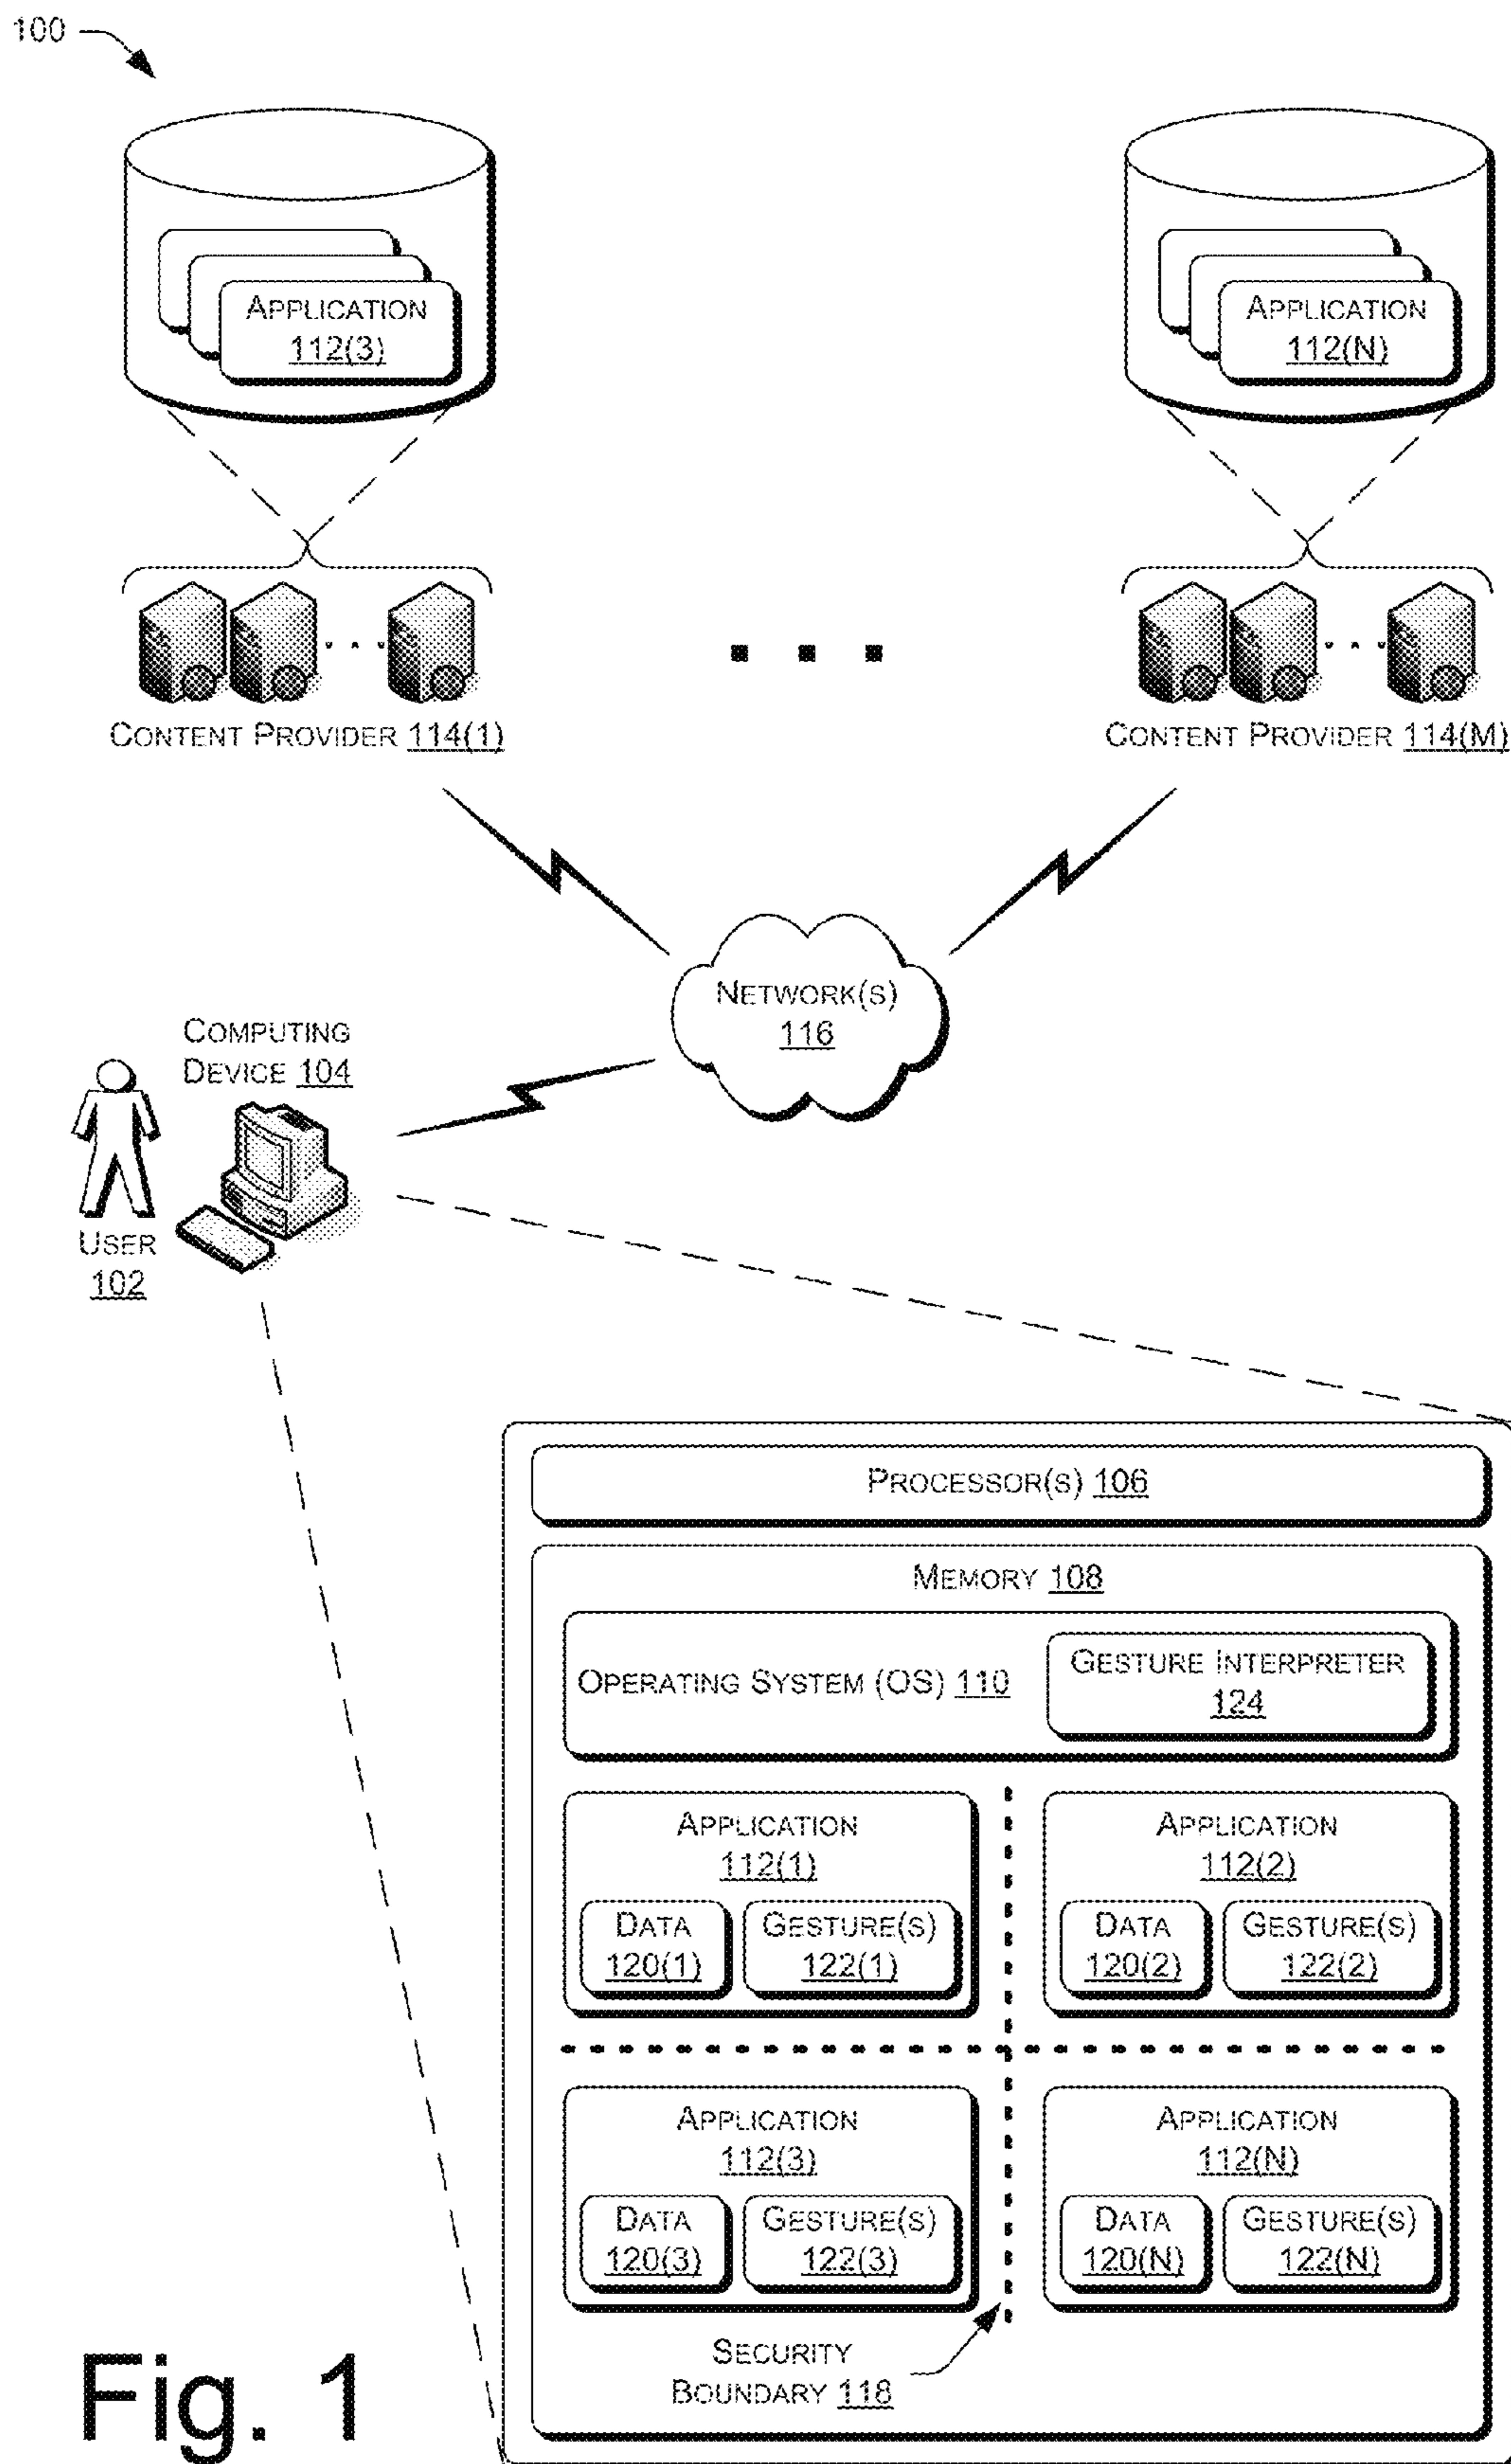 100
APPLICATION
112(3)
APPLICATION
112(N)
CONTENT PROVIDER 114(1)
CONTENT PROVIDER 114(M)
NETWORK(S)
116
COMPUTING
DEVICE 104
USER
102
PROCESSOR(S) 106
MEMORY 108
OPERATING SYSTEM (OS) 110
GESTURE INTERPRETER
124
APPLICATION
112(1)
DATA
120(1)
GESTURE(S)
122(1)
APPLICATION
112(2)
DATA
120(2)
GESTURE(S)
122(2)
APPLICATION
112(3)
DATA
120(3)
GESTURE(S)
122(3)
APPLICATION
112(N)
DATA
120(N)
GESTURE(S)
122(N)
SECURITY
BOUNDARY 118
Fig. 1